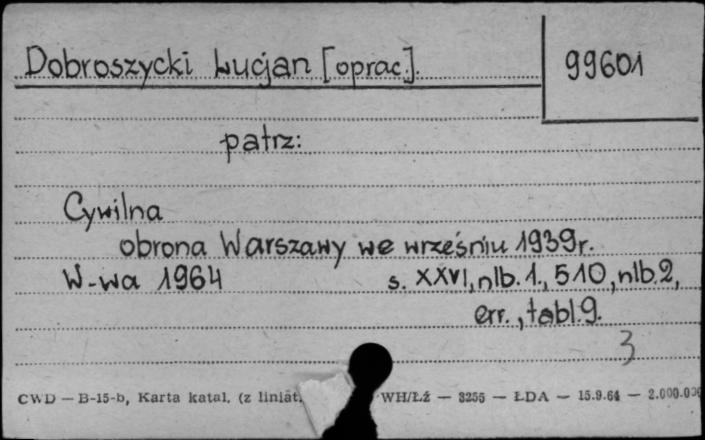 Dobroszycki Lucjan [oprac.]. 99601
patrz:
Cywilna
obrona Warszawy we wrześniu 1939r.
W-wa 1964 s. XXVI, nlb. 1., 510, nlb. 2,
err., tabl. 9.
3
CWD — B-15-b, Karta katal. (z liniat. WH/Łź — 3255 — ŁDA — 15.9.64 — 2.000.000